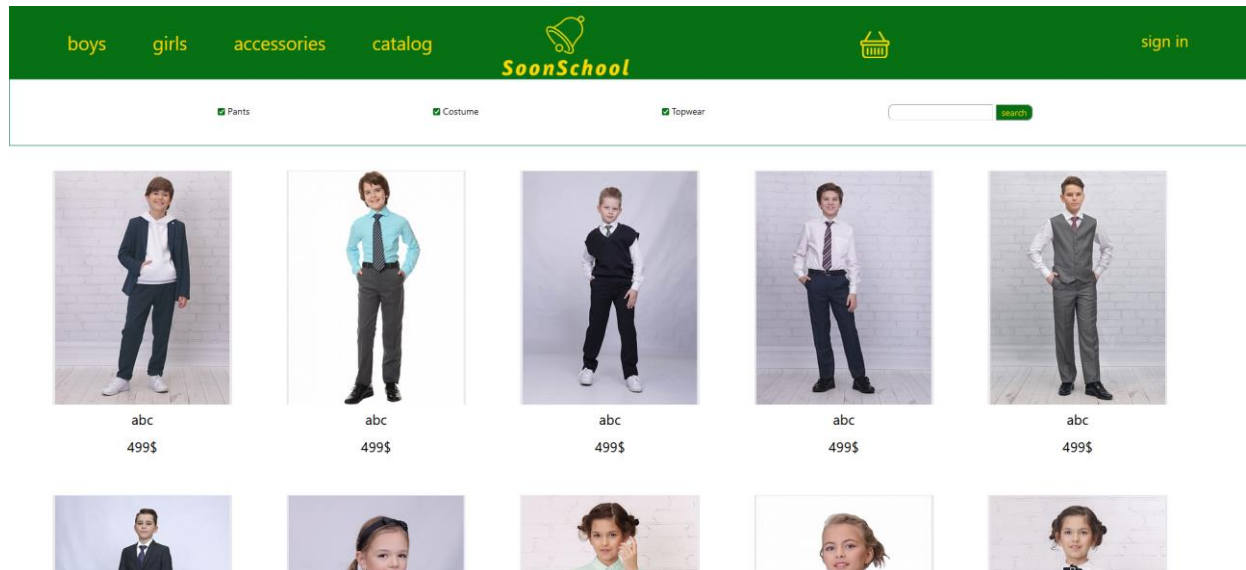 boys girls accessories catalog sign in
SoonSchool
Pants Costume Topwear search
abc abc abc abc abc
499$ 499$ 499$ 499$ 499$